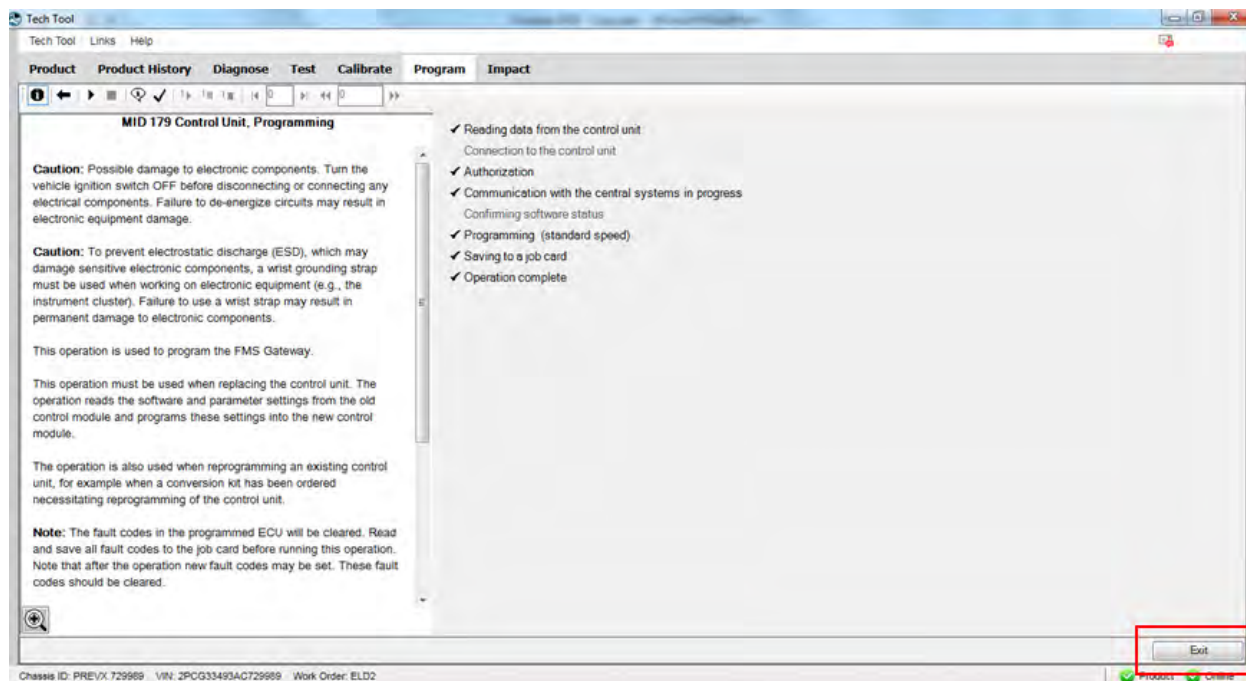 Tech Tool
Tech Tool Links Help
Product Product History Diagnose Test Calibrate Program Impact
0 0
MID 179 Control Unit, Programming
Caution: Possible damage to electronic components. Turn the
vehicle ignition switch OFF before disconnecting or connecting any
electrical components. Failure to de-energize circuits may result in
electronic equipment damage.
Caution: To prevent electrostatic discharge (ESD), which may
damage sensitive electronic components, a wrist grounding strap
must be used when working on electronic equipment (e.g., the
instrument cluster). Failure to use a wrist strap may result in
permanent damage to electronic components.
This operation is used to program the FMS Gateway.
This operation must be used when replacing the control unit. The
operation reads the software and parameter settings from the old
control module and programs these settings into the new control
module.
The operation is also used when reprogramming an existing control
unit, for example when a conversion kit has been ordered
necessitating reprogramming of the control unit.
Note: The fault codes in the programmed ECU will be cleared. Read
and save all fault codes to the job card before running this operation.
Note that after the operation new fault codes may be set. These fault
codes should be cleared.
Reading data from the control unit
Connection to the control unit
Authorization
Communication with the central systems in progress
Confirming software status
Programming (standard speed)
Saving to a job card
Operation complete
Exit
Chassis ID: PREVX 729989 VIN: 2PCG33493AC729989 Work Order: ELD2
Product Online